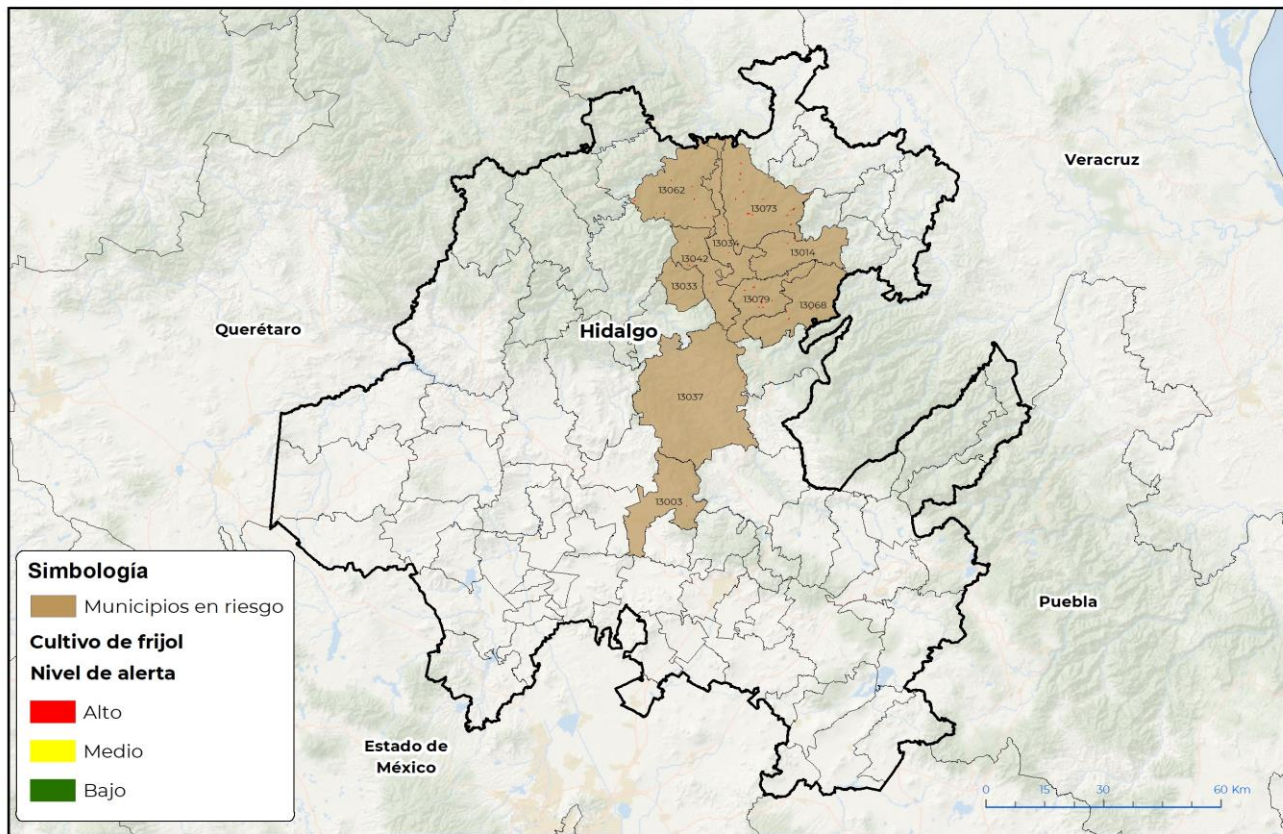 Veracruz
13062
13073
13034
13042
13014
13033
13079
13068
Querétaro
Hidalgo
13037
13003
Puebla
Estado de
México
Simbología
Municipios en riesgo
Cultivo de frijol
Nivel de alerta
Alto
Medio
Bajo
0 15 30 60 Km